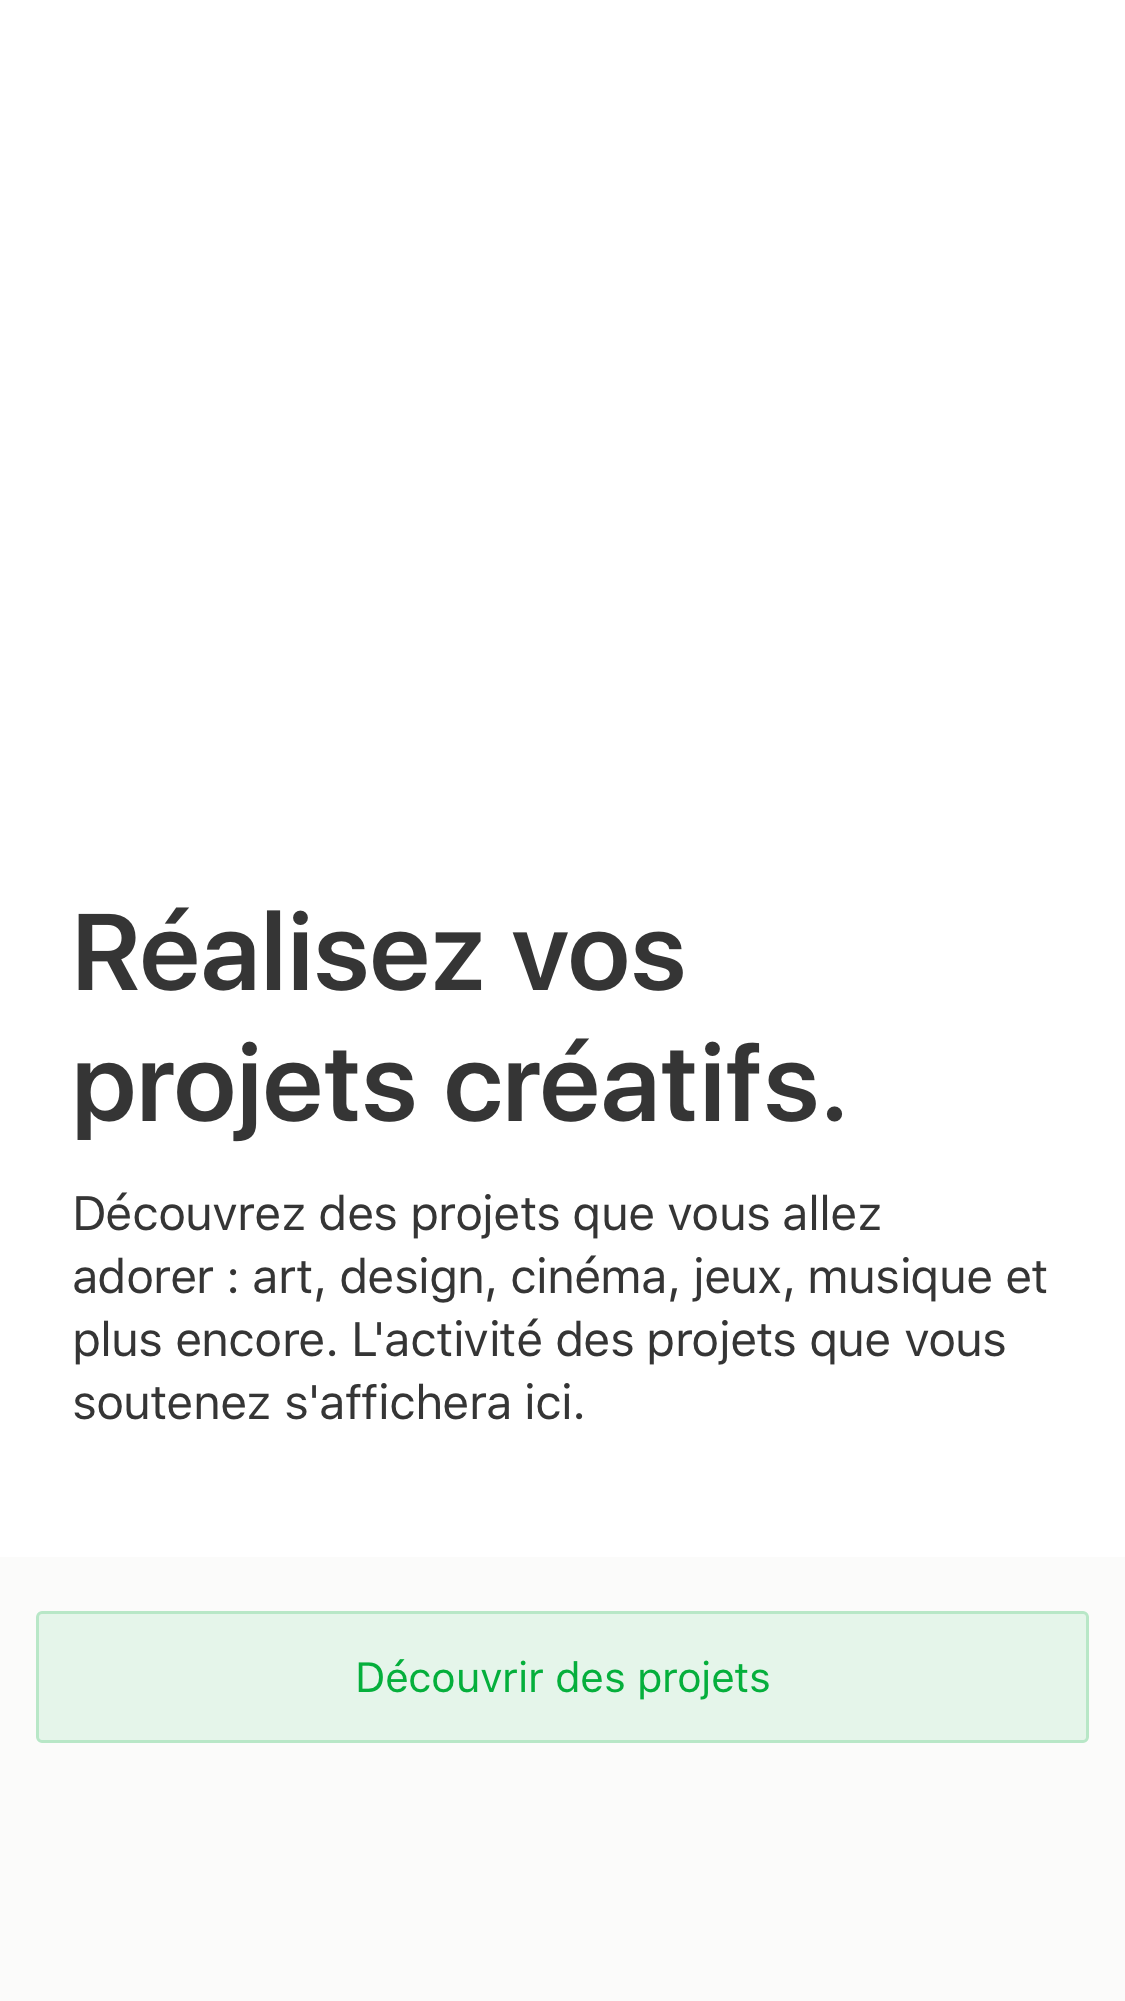 Réalisez vos
projets créatifs.
Découvrez des projets que vous allez
adorer : art, design, cinéma, jeux, musique et
plus encore. L'activité des projets que vous
soutenez s'affichera ici.
Découvrir des projets